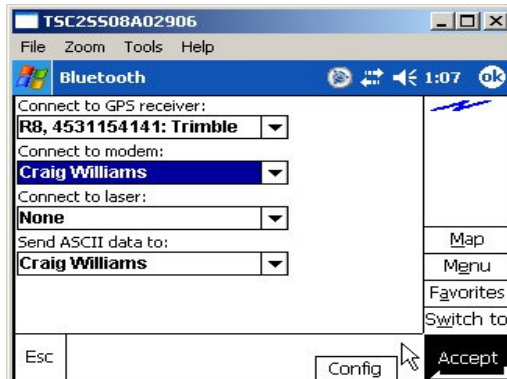 TSC2SS08A02906
File Zoom Tools Help
Bluetooth 1:07 ok
Connect to GPS receiver:
R8, 4531154141: Trimble
Connect to modem:
Craig Williams
Connect to laser:
None
Send ASCII data to:
Craig Williams
Map
Menu
Favorites
Switch to
Esc
Config
Accept